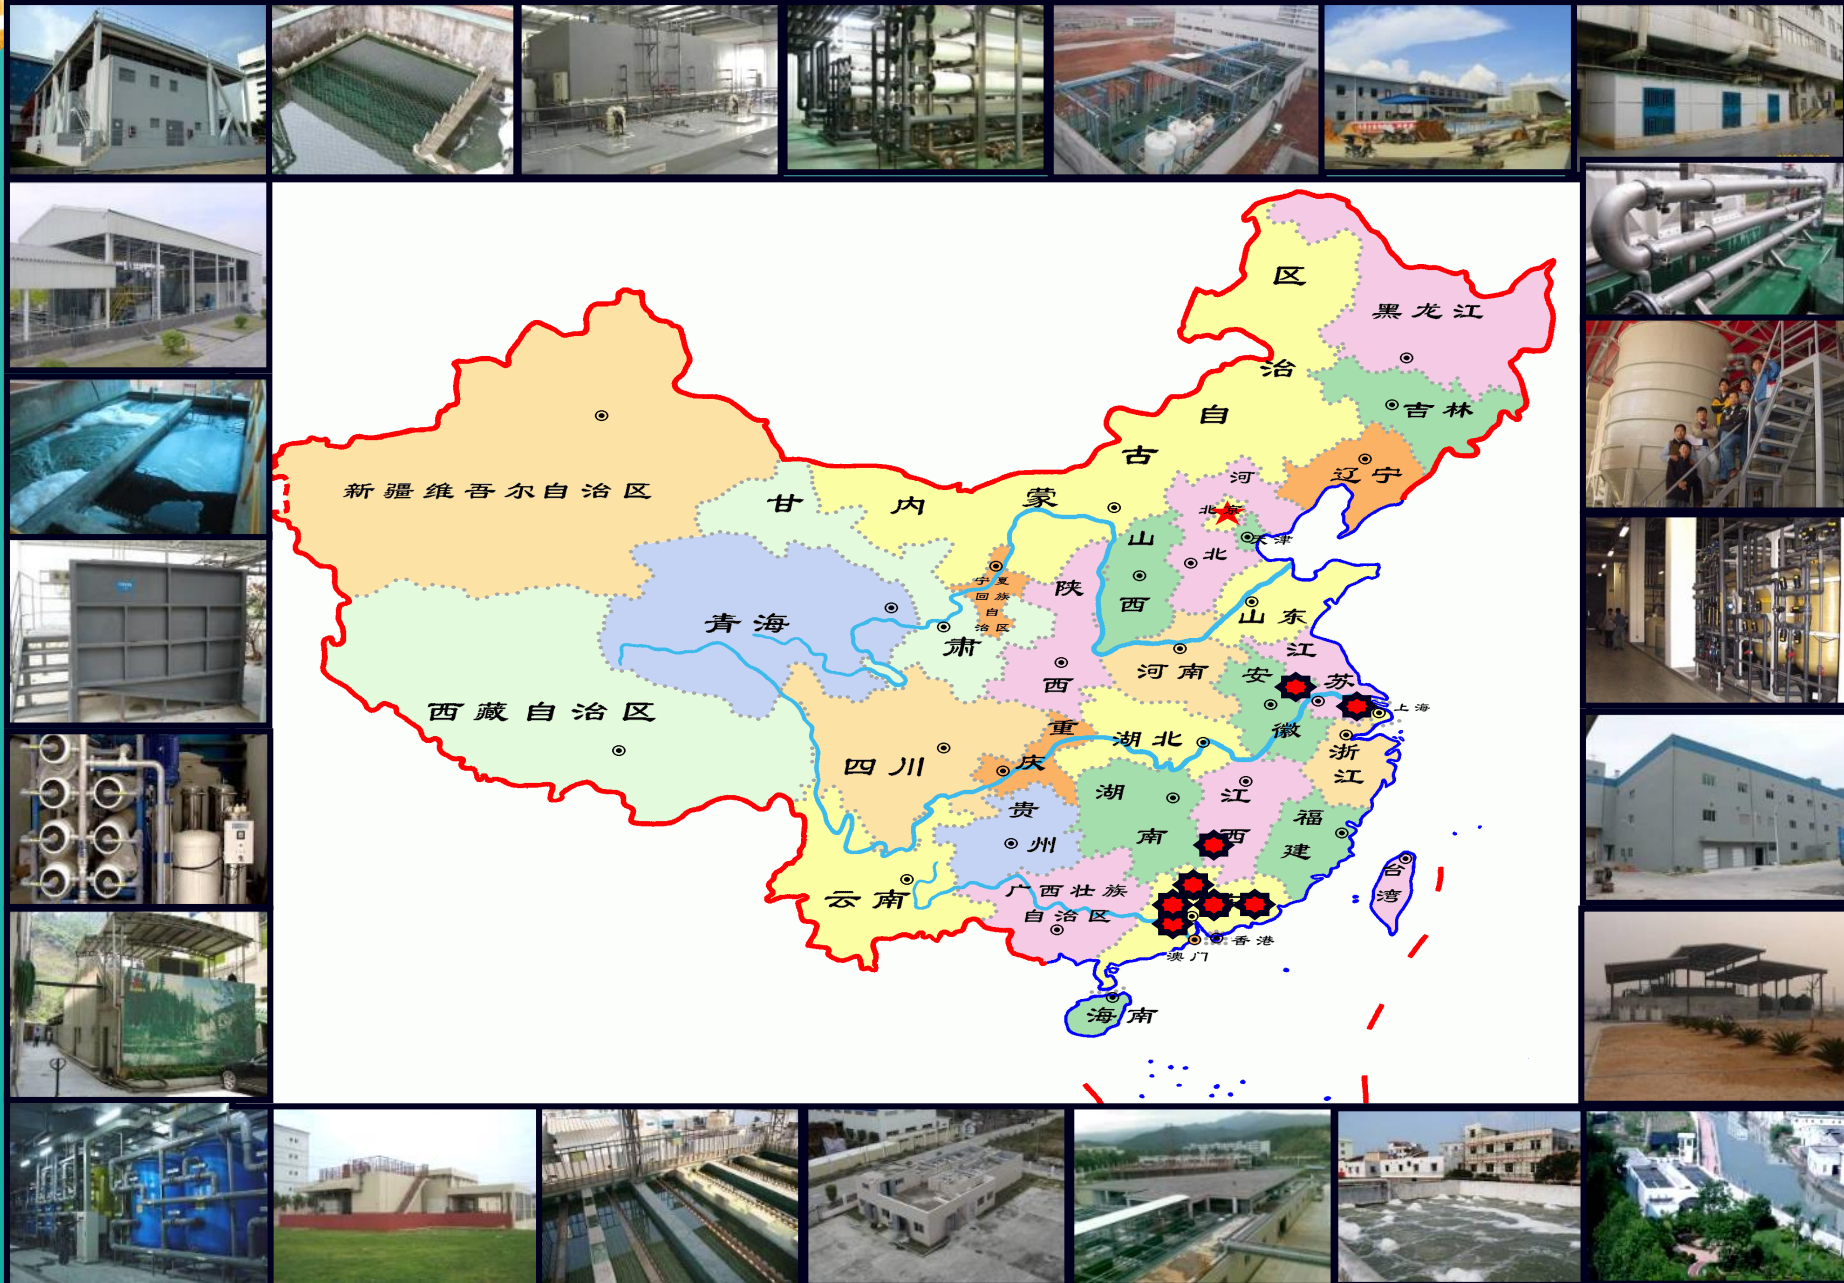 区
黑龙江
治
自
吉林
古
辽宁
河
新疆维吾尔自治区
甘
内
蒙
北京
天津
山
北
宁夏
回族
自
治区
陕
西
山东
青海
肃
江
河南
安
苏
西
西藏自治区
上海
重
湖北
徽
浙
四川
庆
江
湖
江
贵
福
南
西
州
建
台
湾
云南
广西壮族
自治区
香港
澳门
海南